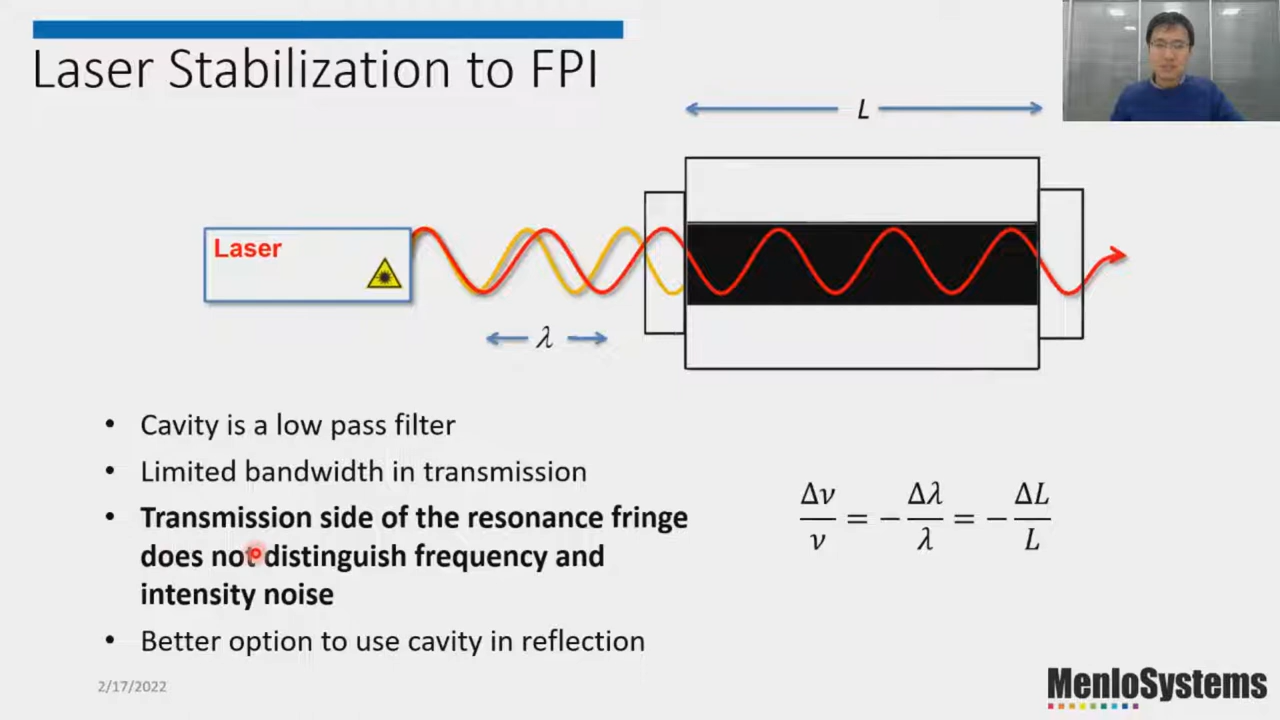 Laser Stabilization to FPI
L
Laser
λ
• Cavity is a low pass filter
• Limited bandwidth in transmission
• Transmission side of the resonance fringe
does not distinguish frequency and
intensity noise
• Better option to use cavity in reflection
Δν/ν = −Δλ/λ = −ΔL/L
2/17/2022
MenloSystems